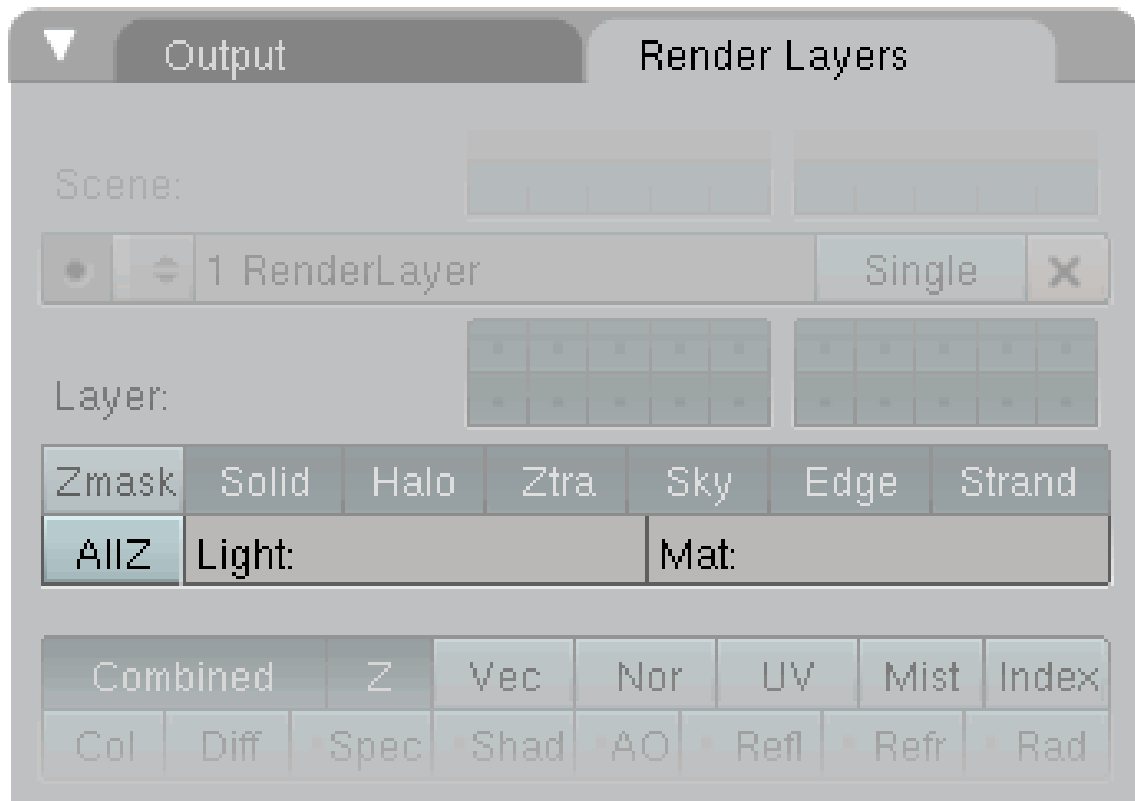 Output Render Layers
Scene:
1 RenderLayer Single
Layer:
Zmask Solid Halo Ztra Sky Edge Strand
AllZ Light: Mat:
Combined Z Vec Nor UV Mist Index
Col Diff Spec Shad AO Refl Refr Rad